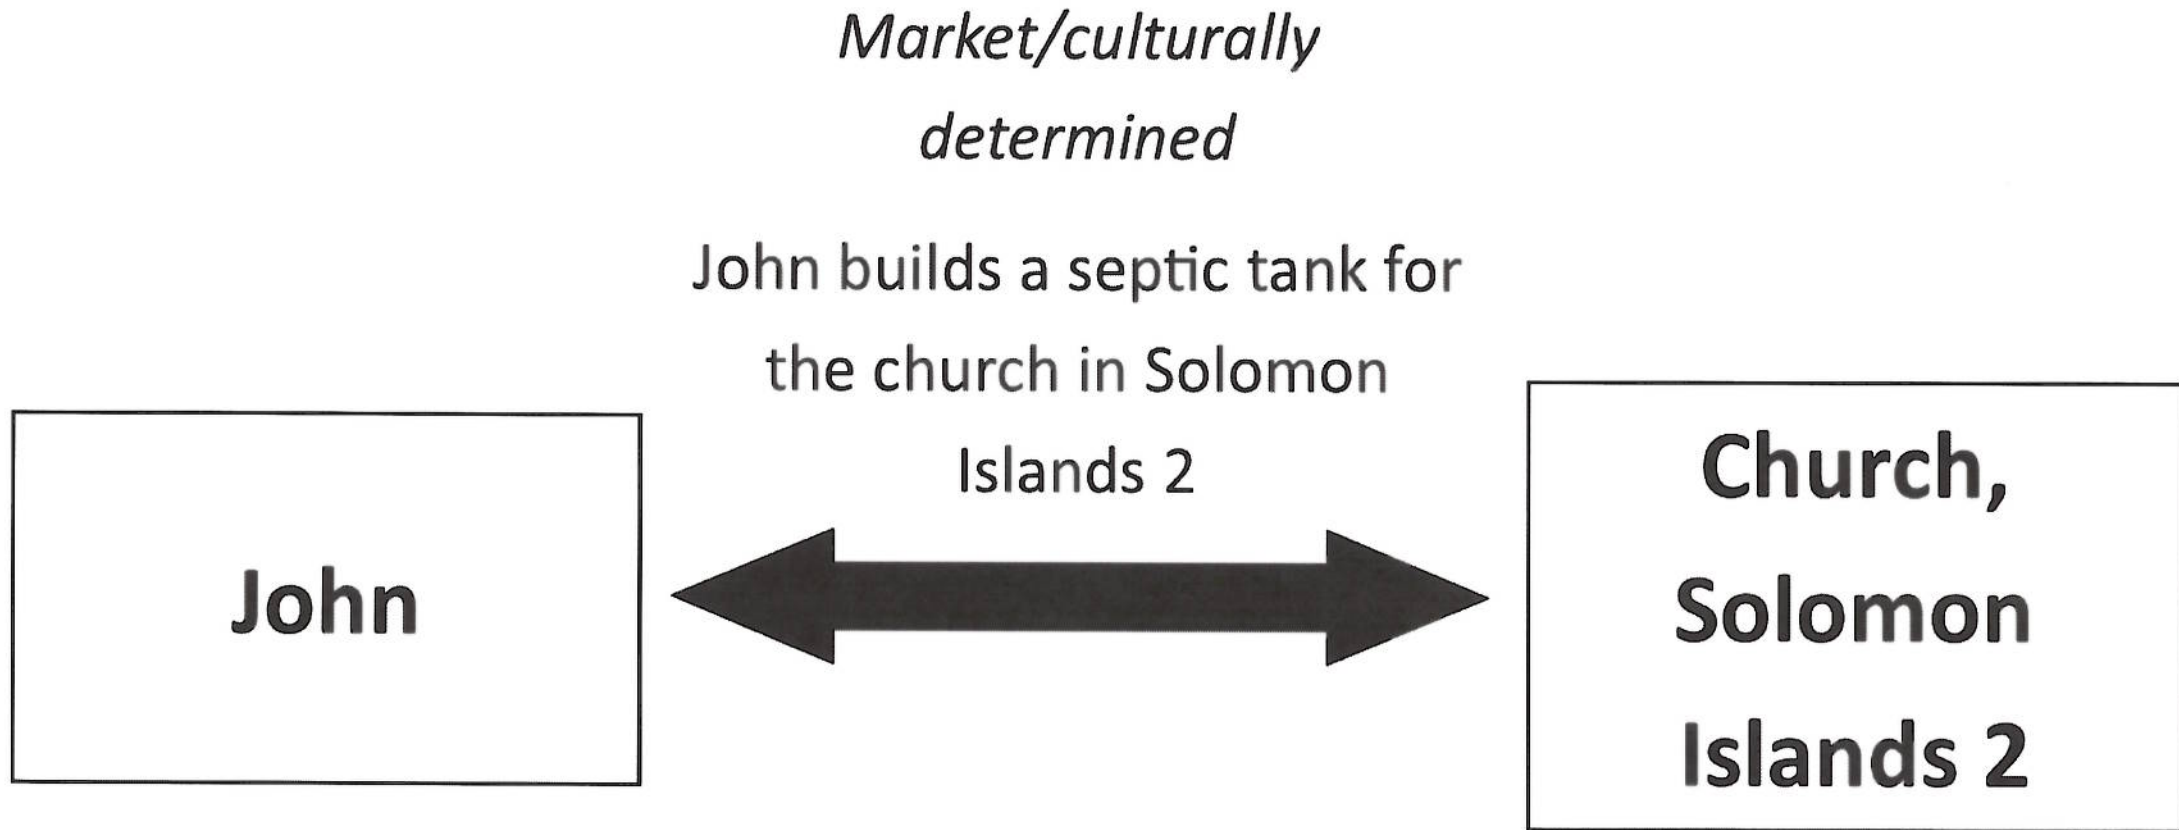 Market/culturally
determined
John builds a septic tank for
the church in Solomon
Islands 2
John
Church,
Solomon
Islands 2